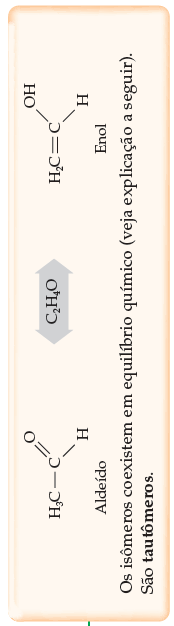 H₃C — C
O
H
Aldeído
C₂H₄O
H₂C = C
OH
H
Enol
Os isômeros coexistem em equilíbrio químico (veja explicação a seguir).
São tautômeros.